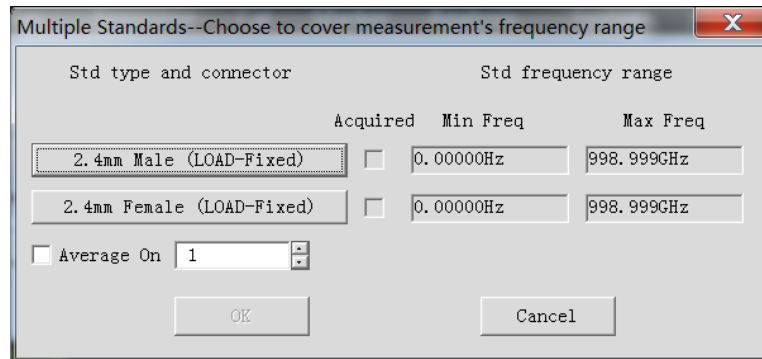 Multiple Standards--Choose to cover measurement's frequency range X
Std type and connector Std frequency range
Acquired Min Freq Max Freq
2.4mm Male (LOAD-Fixed) 0.00000Hz 998.999GHz
2.4mm Female (LOAD-Fixed) 0.00000Hz 998.999GHz
Average On 1
OK Cancel